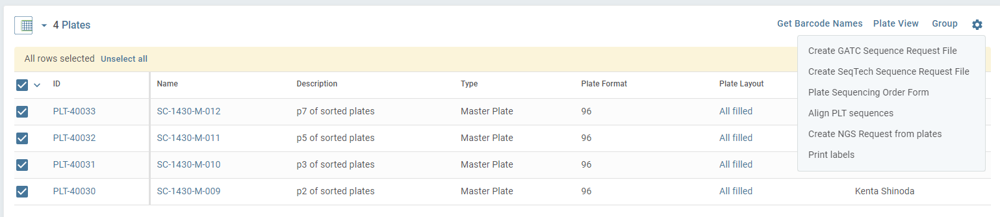 4 Plates
Get Barcode Names Plate View Group
All rows selected Unselect all
Create GATC Sequence Request File
Create SeqTech Sequence Request File
Plate Sequencing Order Form
Align PLT sequences
Create NGS Request from plates
Print labels
ID Name Description Type Plate Format Plate Layout
PLT-40033 SC-1430-M-012 p7 of sorted plates Master Plate 96 All filled
PLT-40032 SC-1430-M-011 p5 of sorted plates Master Plate 96 All filled
PLT-40031 SC-1430-M-010 p3 of sorted plates Master Plate 96 All filled
PLT-40030 SC-1430-M-009 p2 of sorted plates Master Plate 96 All filled Kenta Shinoda